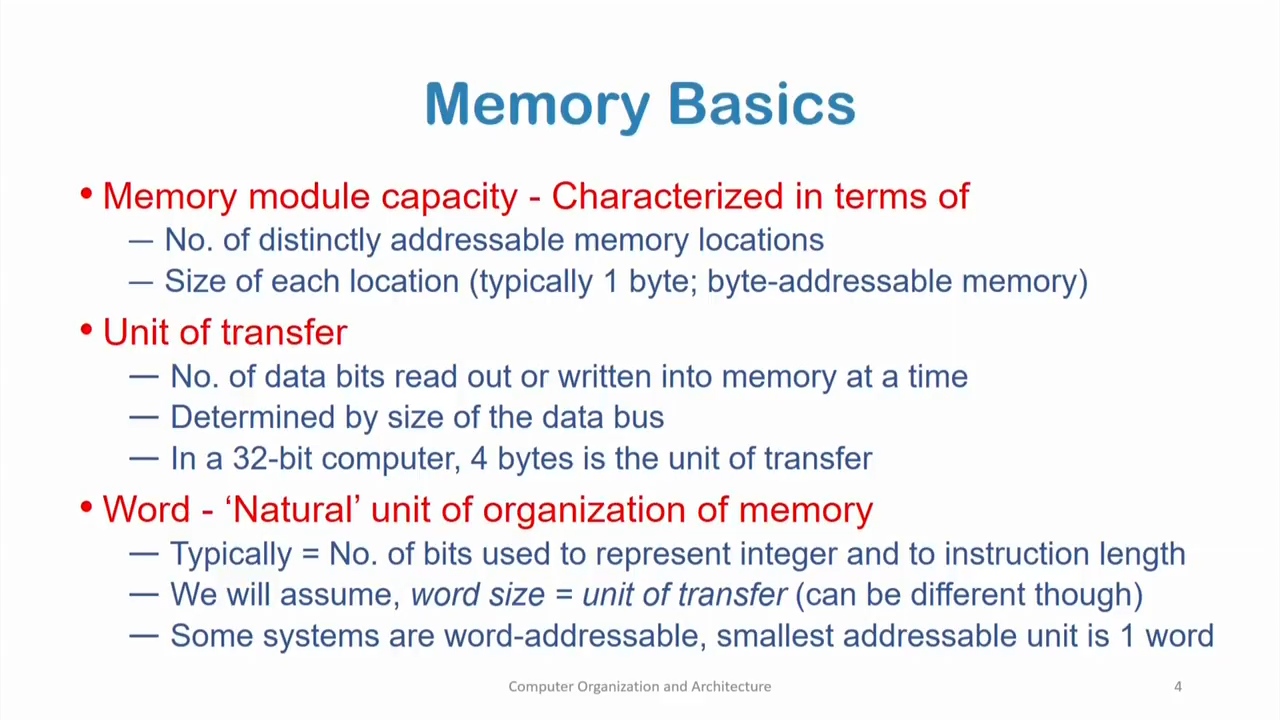 Memory Basics
• Memory module capacity - Characterized in terms of
— No. of distinctly addressable memory locations
— Size of each location (typically 1 byte; byte-addressable memory)
• Unit of transfer
— No. of data bits read out or written into memory at a time
— Determined by size of the data bus
— In a 32-bit computer, 4 bytes is the unit of transfer
• Word - ‘Natural’ unit of organization of memory
— Typically = No. of bits used to represent integer and to instruction length
— We will assume, word size = unit of transfer (can be different though)
— Some systems are word-addressable, smallest addressable unit is 1 word
Computer Organization and Architecture
4